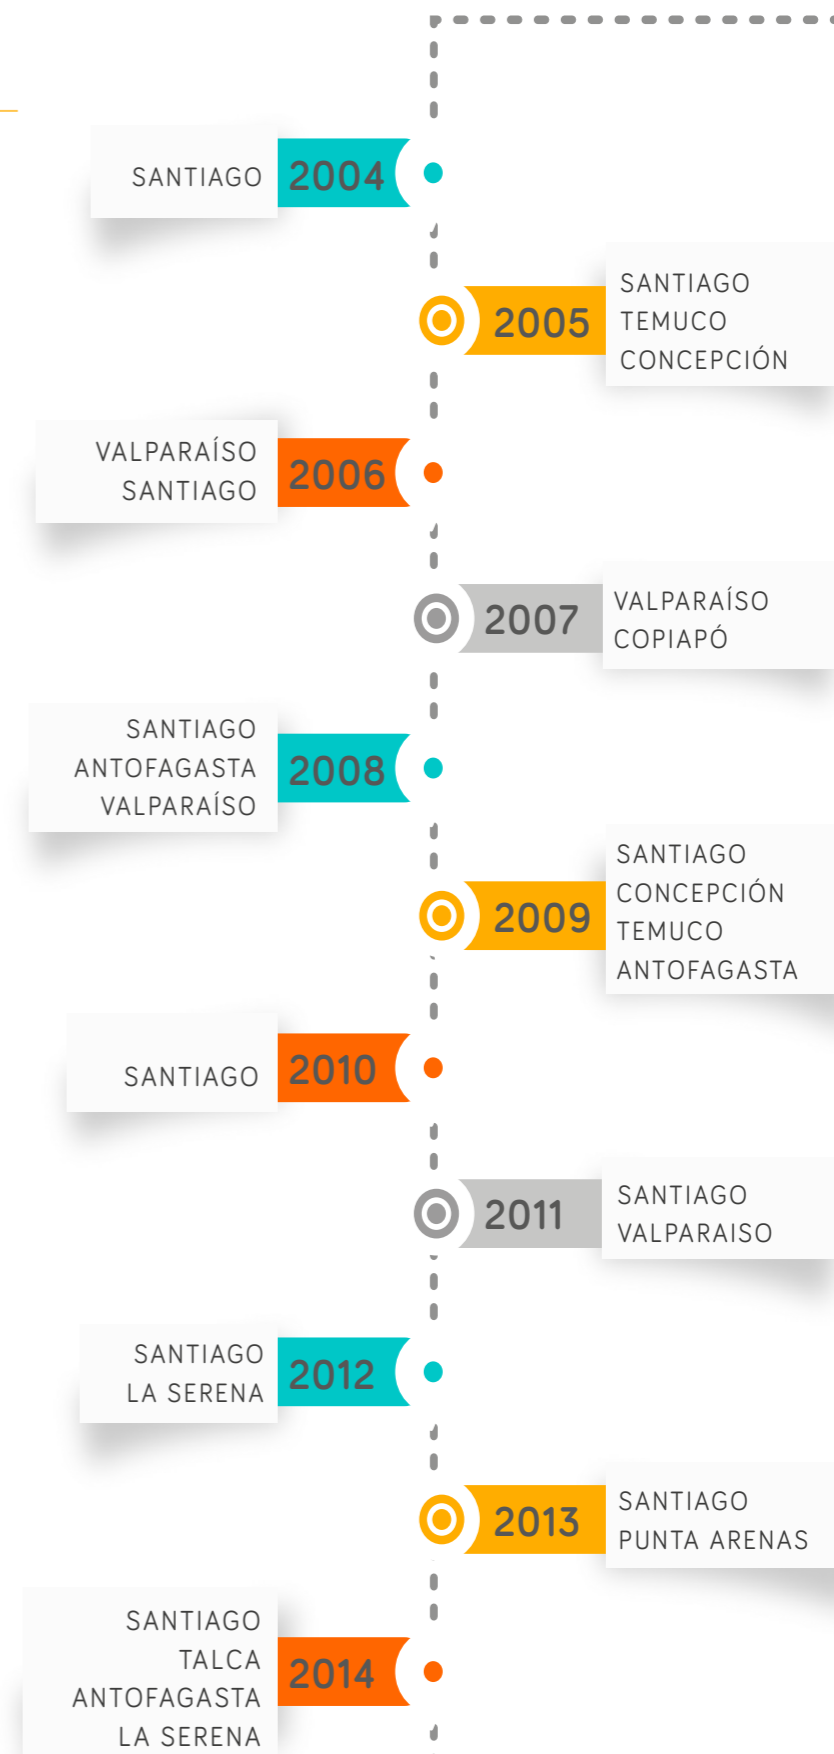 SANTIAGO 2004
2005
SANTIAGO
TEMUCO
CONCEPCIÓN
VALPARAÍSO
SANTIAGO
2006
2007
VALPARAÍSO
COPIAPÓ
SANTIAGO
ANTOFAGASTA
VALPARAÍSO
2008
2009
SANTIAGO
CONCEPCIÓN
TEMUCO
ANTOFAGASTA
SANTIAGO 2010
2011
SANTIAGO
VALPARAISO
SANTIAGO
LA SERENA
2012
2013
SANTIAGO
PUNTA ARENAS
SANTIAGO
TALCA
ANTOFAGASTA
LA SERENA
2014